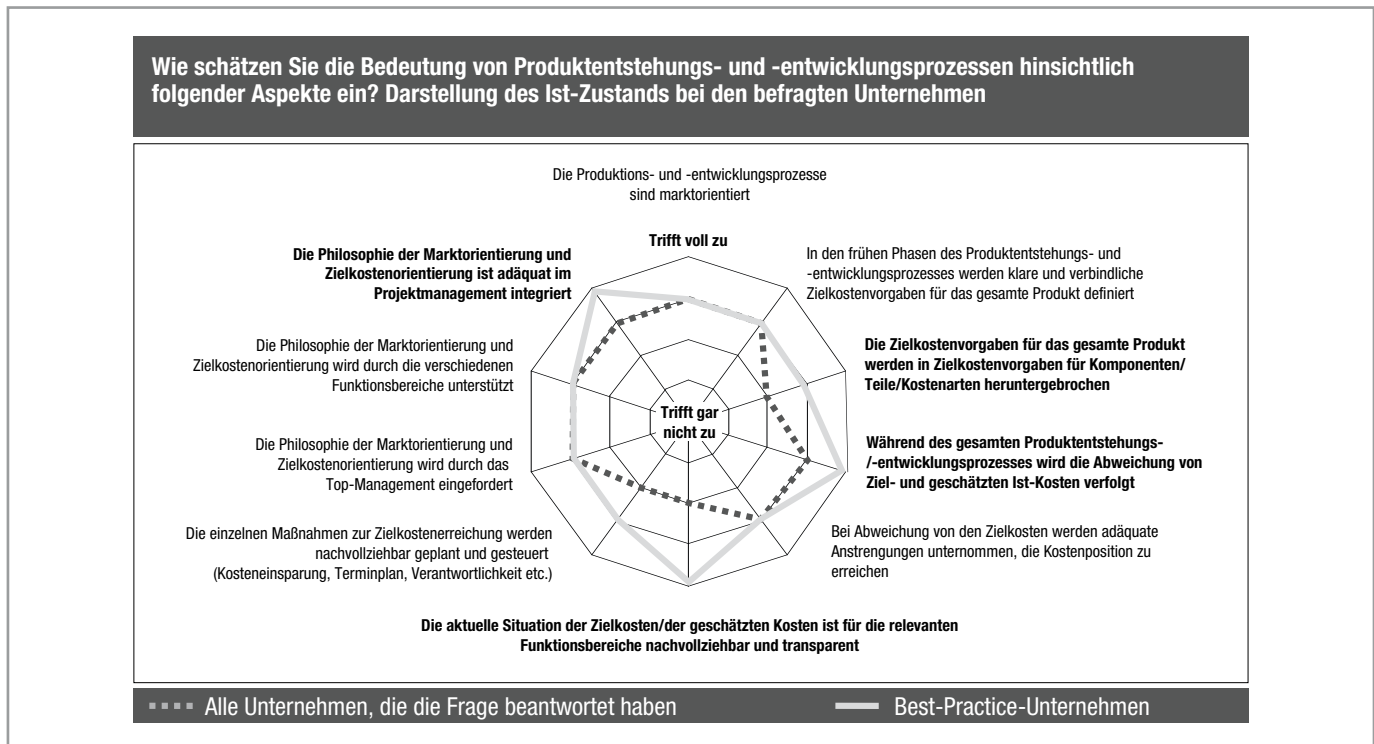 Wie schätzen Sie die Bedeutung von Produktentstehungs- und -entwicklungsprozessen hinsichtlich
folgender Aspekte ein? Darstellung des Ist-Zustands bei den befragten Unternehmen
Die Produktions- und -entwicklungsprozesse
sind marktorientiert
Trifft voll zu
In den frühen Phasen des Produktentstehungs- und
-entwicklungsprozesses werden klare und verbindliche
Zielkostenvorgaben für das gesamte Produkt definiert
Die Zielkostenvorgaben für das gesamte Produkt
werden in Zielkostenvorgaben für Komponenten/
Teile/Kostenarten heruntergebrochen
Während des gesamten Produktentstehungs-
/-entwicklungsprozesses wird die Abweichung von
Ziel- und geschätzten Ist-Kosten verfolgt
Bei Abweichung von den Zielkosten werden adäquate
Anstrengungen unternommen, die Kostenposition zu
erreichen
Die aktuelle Situation der Zielkosten/der geschätzten Kosten ist für die relevanten
Funktionsbereiche nachvollziehbar und transparent
Die einzelnen Maßnahmen zur Zielkostenerreichung werden
nachvollziehbar geplant und gesteuert
(Kosteneinsparung, Terminplan, Verantwortlichkeit etc.)
Die Philosophie der Marktorientierung und
Zielkostenorientierung wird durch das
Top-Management eingefordert
Die Philosophie der Marktorientierung und
Zielkostenorientierung wird durch die verschiedenen
Funktionsbereiche unterstützt
Die Philosophie der Marktorientierung und
Zielkostenorientierung ist adäquat im
Projektmanagement integriert
Trifft gar
nicht zu
Alle Unternehmen, die die Frage beantwortet haben
Best-Practice-Unternehmen